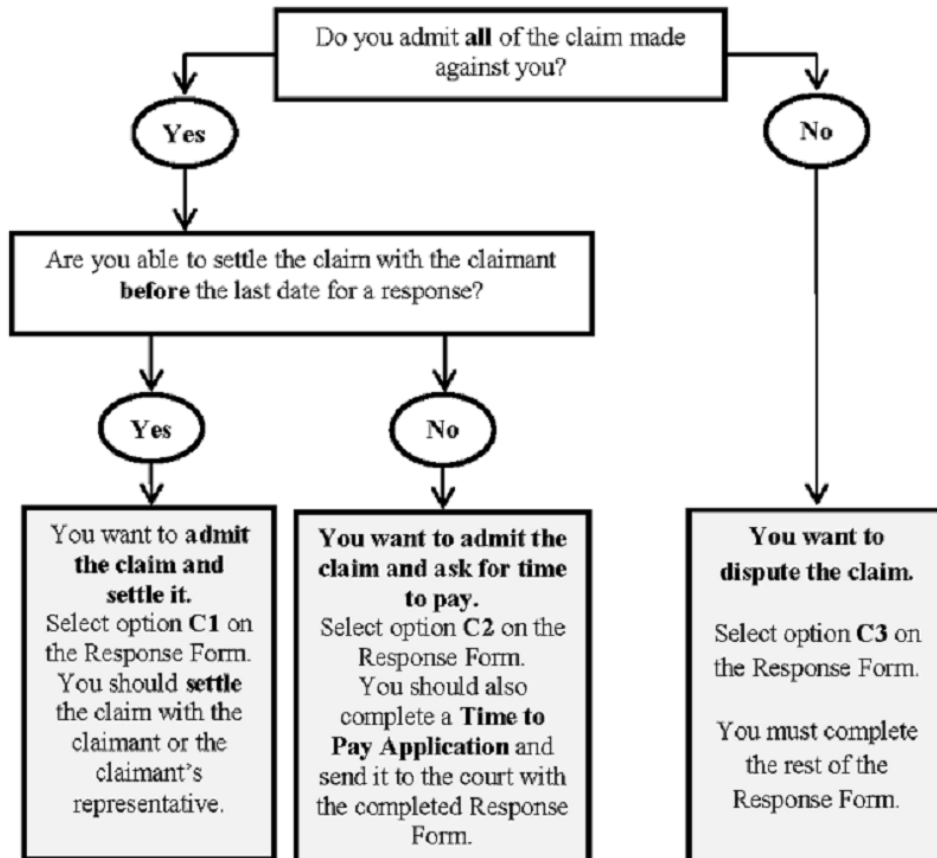 Do you admit all of the claim made
against you?
Yes
No
Are you able to settle the claim with the claimant
before the last date for a response?
Yes
No
You want to admit
the claim and
settle it.
Select option C1 on
the Response Form.
You should settle
the claim with the
claimant or the
claimant's
representative.
You want to admit the
claim and ask for time
to pay.
Select option C2 on the
Response Form.
You should also
complete a Time to
Pay Application and
send it to the court with
the completed Response
Form.
You want to
dispute the claim.
Select option C3 on
the Response Form.
You must complete
the rest of the
Response Form.